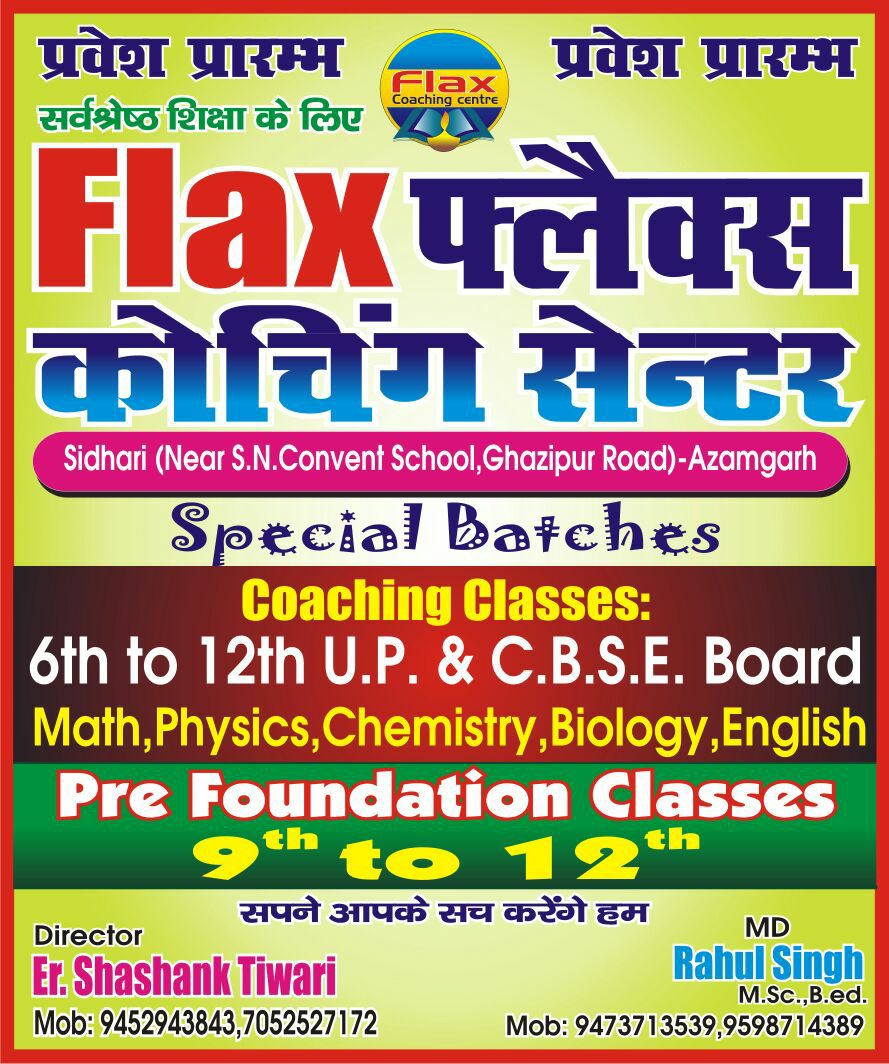 प्रवेश प्रारम्भ
Flax
Coaching centre
प्रवेश प्रारम्भ
सर्वश्रेष्ठ शिक्षा के लिए
Flax फ्लैक्स
कोचिंग सेन्टर
Sidhari (Near S.N.Convent School,Ghazipur Road)-Azamgarh
Special Batches
Coaching Classes:
6th to 12th U.P. & C.B.S.E. Board
Math,Physics,Chemistry,Biology,English
Pre Foundation Classes
9th to 12th
सपने आपके सच करेंगे हम
Director
Er. Shashank Tiwari
Mob: 9452943843,7052527172
MD
Rahul Singh
M.Sc.,B.ed.
Mob: 9473713539,9598714389